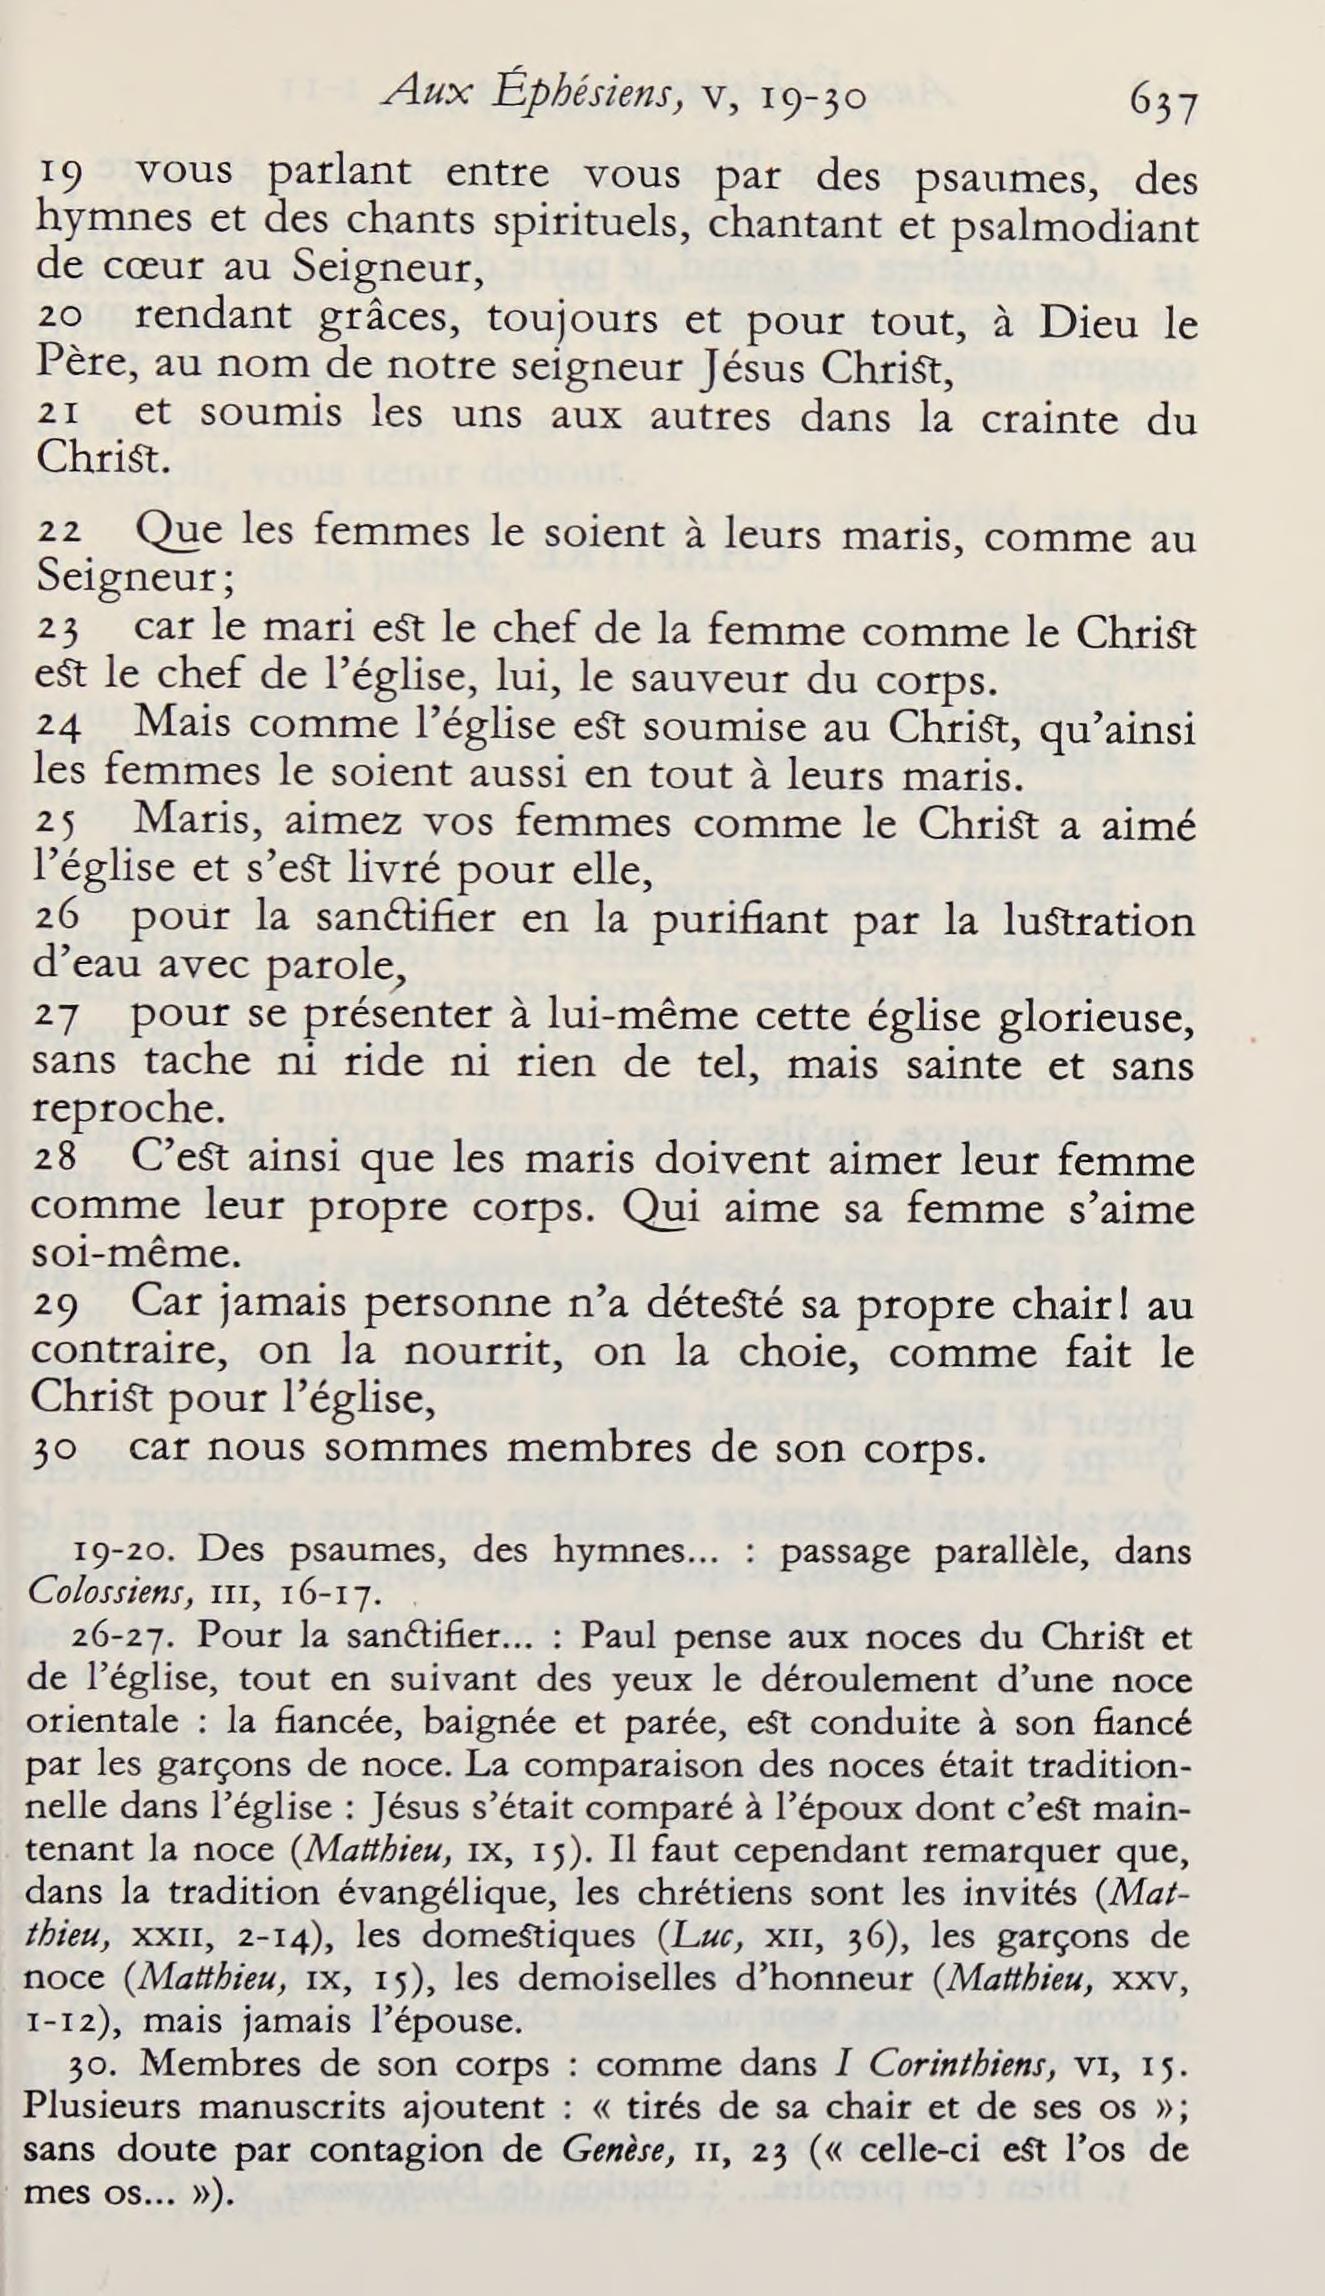 Aux Éphésiens, V, 19-30 637
19 vous parlant entre vous par des psaumes, des
hymnes et des chants spirituels, chantant et psalmodiant
de cœur au Seigneur,
20 rendant grâces, toujours et pour tout, à Dieu le
Père, au nom de notre seigneur Jésus Christ,
21 et soumis les uns aux autres dans la crainte du
Christ.
22 Que les femmes le soient à leurs maris, comme au
Seigneur;
23 car le mari est le chef de la femme comme le Christ
est le chef de l'église, lui, le sauveur du corps.
24 Mais comme l'église est soumise au Christ, qu'ainsi
les femmes le soient aussi en tout à leurs maris.
25 Maris, aimez vos femmes comme le Christ a aimé
l'église et s'est livré pour elle,
26 pour la sanctifier en la purifiant par la lustration
d'eau avec parole,
27 pour se présenter à lui-même cette église glorieuse,
sans tache ni ride ni rien de tel, mais sainte et sans
reproche.
28 C'est ainsi que les maris doivent aimer leur femme
comme leur propre corps. Qui aime sa femme s'aime
soi-même.
29 Car jamais personne n'a détesté sa propre chair! au
contraire, on la nourrit, on la choie, comme fait le
Christ pour l'église,
30 car nous sommes membres de son corps.
19-20. Des psaumes, des hymnes... : passage parallèle, dans
Colossiens, III, 16-17.
26-27. Pour la sanctifier... : Paul pense aux noces du Christ et
de l'église, tout en suivant des yeux le déroulement d'une noce
orientale : la fiancée, baignée et parée, est conduite à son fiancé
par les garçons de noce. La comparaison des noces était tradition-
nelle dans l'église : Jésus s'était comparé à l'époux dont c'est main-
tenant la noce (Matthieu, IX, 15). Il faut cependant remarquer que,
dans la tradition évangélique, les chrétiens sont les invités (Mat-
thieu, XXII, 2-14), les domestiques (Luc, XII, 36), les garçons de
noce (Matthieu, IX, 15), les demoiselles d'honneur (Matthieu, XXV,
1-12), mais jamais l'épouse.
30. Membres de son corps : comme dans I Corinthiens, VI, 15.
Plusieurs manuscrits ajoutent : « tirés de sa chair et de ses os »;
sans doute par contagion de Genèse, II, 23 (« celle-ci est l'os de
mes os... »).